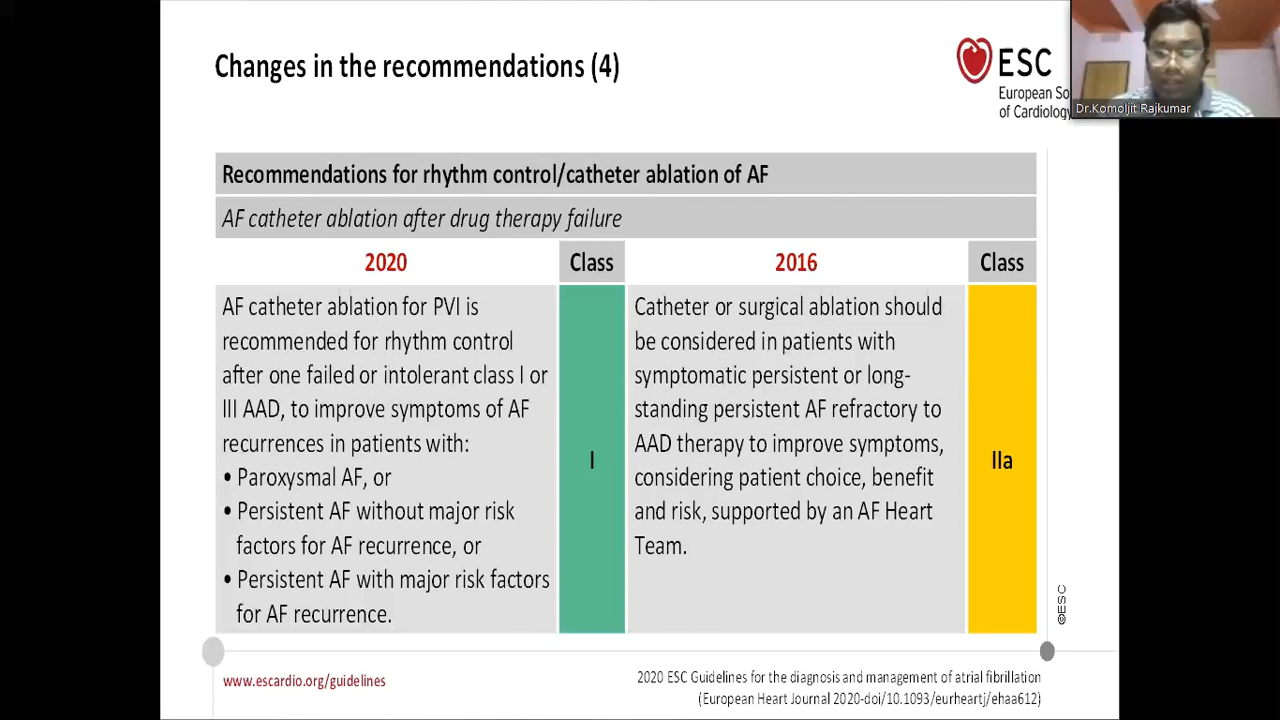 Changes in the recommendations (4)
ESC
European So
of Cardiology
Dr.Komoljit Rajkumar
Recommendations for rhythm control/catheter ablation of AF
AF catheter ablation after drug therapy failure
2020
Class
2016
Class
AF catheter ablation for PVI is
recommended for rhythm control
after one failed or intolerant class I or
III AAD, to improve symptoms of AF
recurrences in patients with:
• Paroxysmal AF, or
• Persistent AF without major risk
factors for AF recurrence, or
• Persistent AF with major risk factors
for AF recurrence.
I
Catheter or surgical ablation should
be considered in patients with
symptomatic persistent or long-
standing persistent AF refractory to
AAD therapy to improve symptoms,
considering patient choice, benefit
and risk, supported by an AF Heart
Team.
IIa
©ESC
www.escardio.org/guidelines
2020 ESC Guidelines for the diagnosis and management of atrial fibrillation
(European Heart Journal 2020-doi/10.1093/eurheartj/ehaa612)